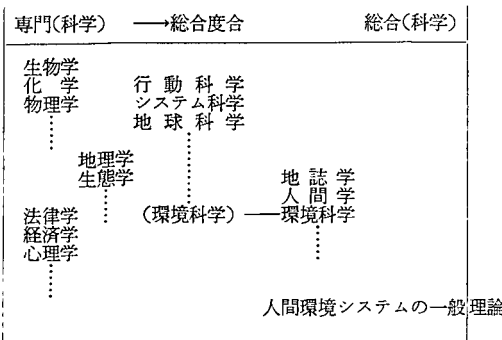 専門(科学) ⟶総合度合 総合(科学)
生物学
化学
物理学
行動科学
システム科学
地球科学
地理学
生態学
地誌学
人間学
法律学
経済学
心理学
(環境科学)—環境科学
人間環境システムの一般理論